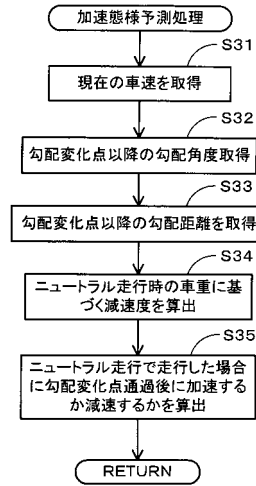 加速態様予測処理
S31
現在の車速を取得
S32
勾配変化点以降の勾配角度取得
S33
勾配変化点以降の勾配距離を取得
S34
ニュートラル走行時の車重に基
づく減速度を算出
S35
ニュートラル走行で走行した場合
に勾配変化点通過後に加速する
か減速するかを算出
RETURN